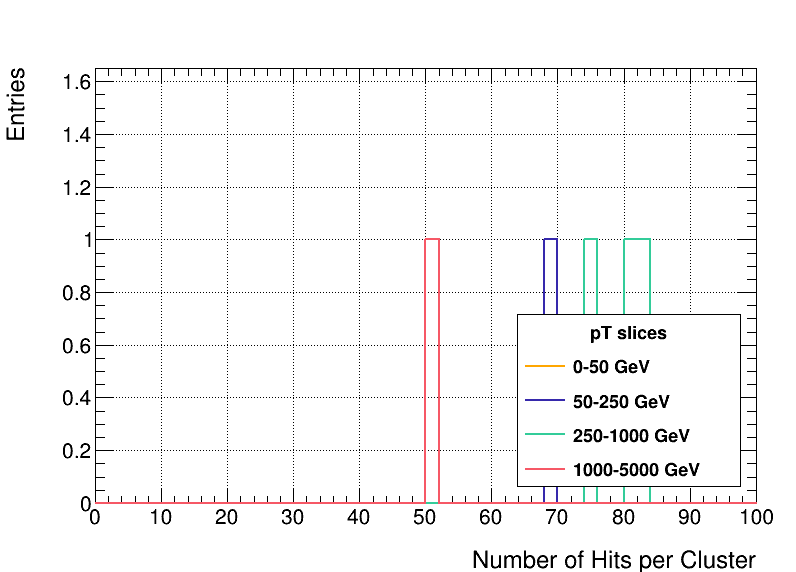 Entries
1.6
1.4
1.2
1
0.8
0.6
0.4
0.2
0
pT slices
0-50 GeV
50-250 GeV
250-1000 GeV
1000-5000 GeV
0 10 20 30 40 50 60 70 80 90 100
Number of Hits per Cluster